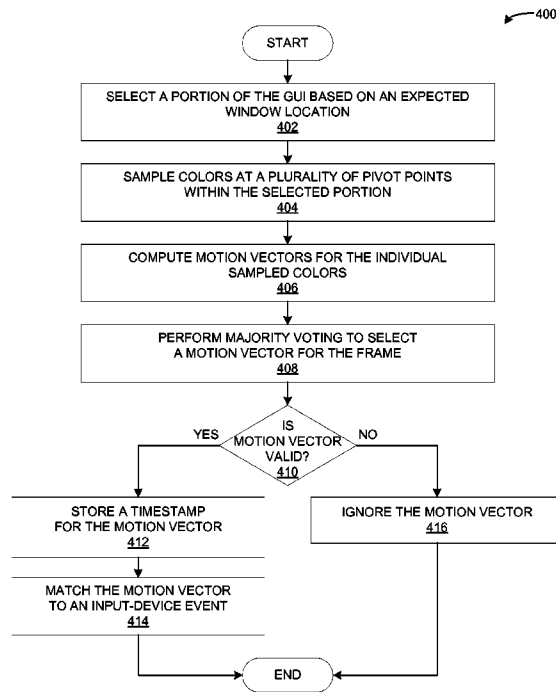 400
START
SELECT A PORTION OF THE GUI BASED ON AN EXPECTED
WINDOW LOCATION
402
SAMPLE COLORS AT A PLURALITY OF PIVOT POINTS
WITHIN THE SELECTED PORTION
404
COMPUTE MOTION VECTORS FOR THE INDIVIDUAL
SAMPLED COLORS
406
PERFORM MAJORITY VOTING TO SELECT
A MOTION VECTOR FOR THE FRAME
408
IS
MOTION VECTOR
VALID?
410
YES
NO
STORE A TIMESTAMP
FOR THE MOTION VECTOR
412
IGNORE THE MOTION VECTOR
416
MATCH THE MOTION VECTOR
TO AN INPUT-DEVICE EVENT
414
END